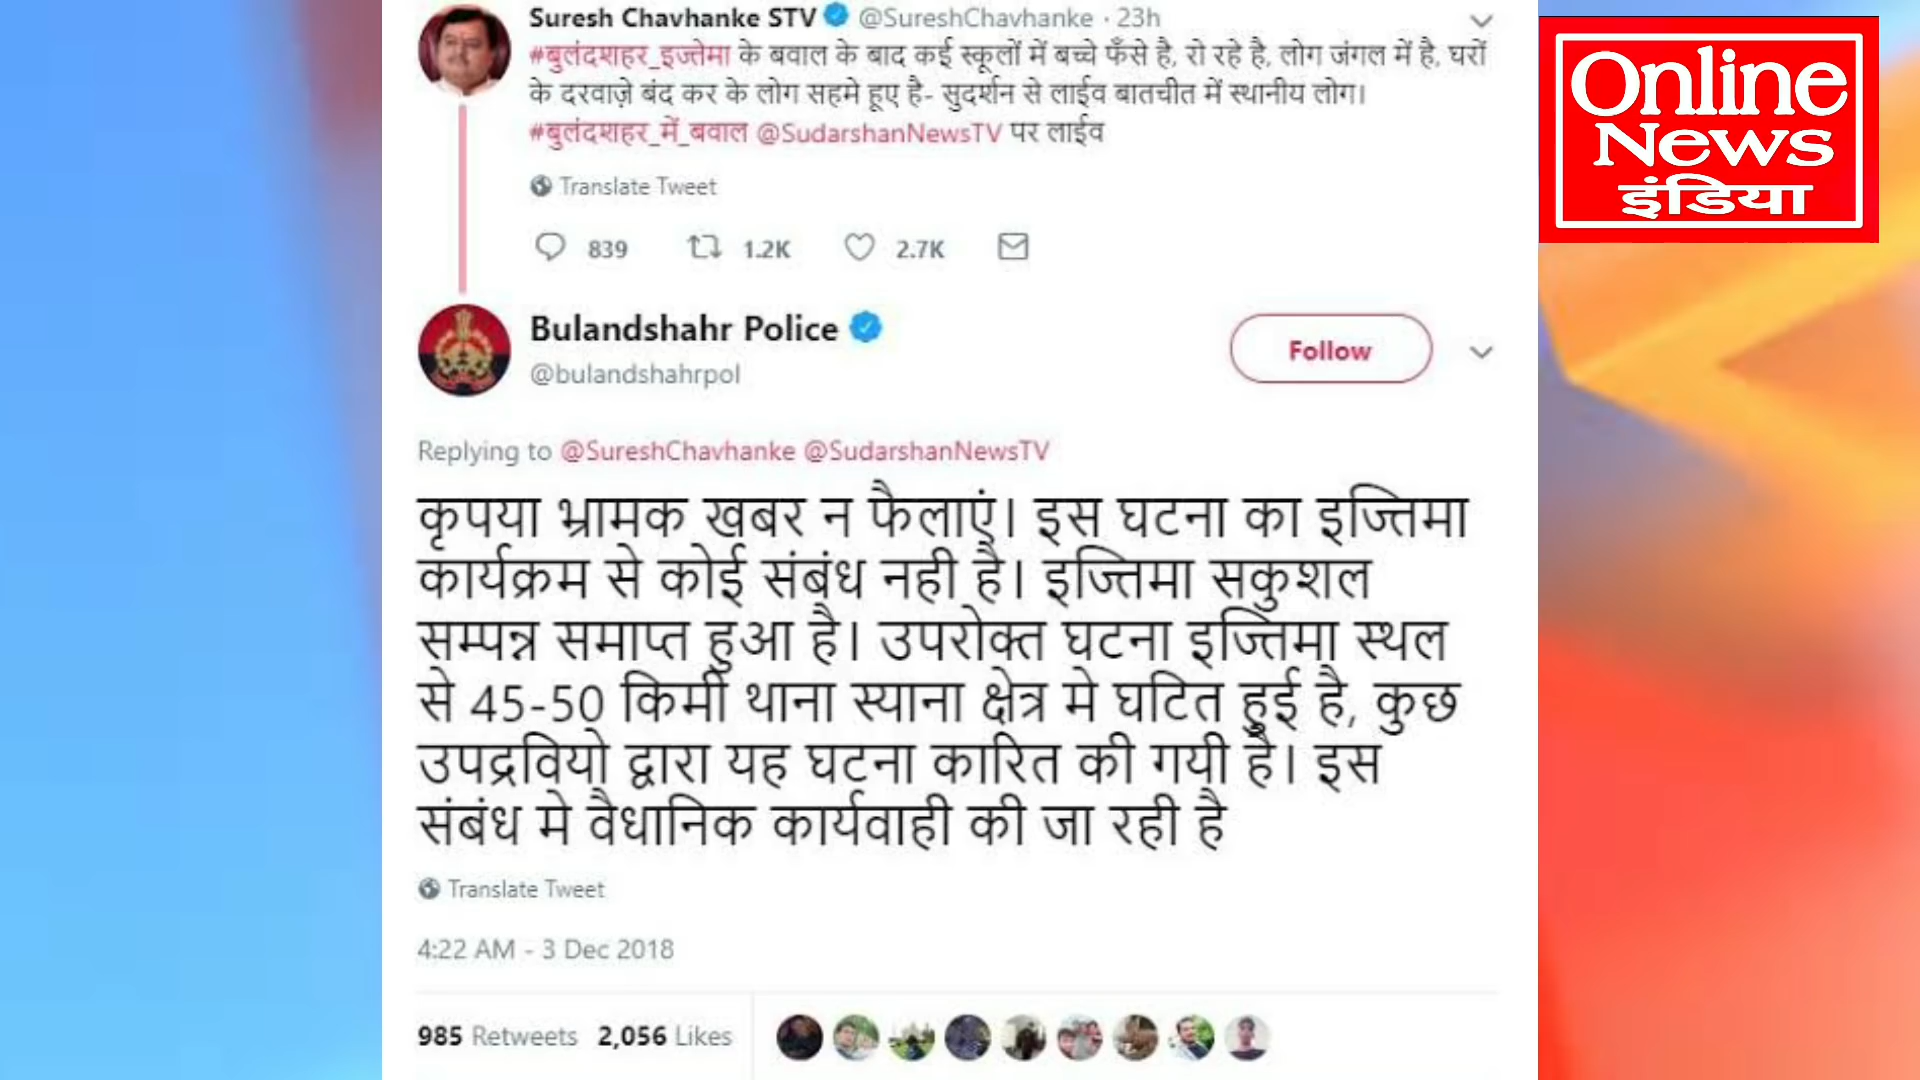 Suresh Chavhanke STV @SureshChavhanke · 23h
#बुलंदशहर_इज्तेमा के बवाल के बाद कई स्कूलों में बच्चे फँसे है, रो रहे है, लोग जंगल में है, घरों
के दरवाज़े बंद कर के लोग सहमे हूए है- सुदर्शन से लाईव बातचीत में स्थानीय लोग।
#बुलंदशहर_में_बवाल @SudarshanNewsTV पर लाईव
Translate Tweet
839 1.2K 2.7K
Bulandshahr Police
@bulandshahrpol
Follow
Replying to @SureshChavhanke @SudarshanNewsTV
कृपया भ्रामक खबर न फैलाएं। इस घटना का इज्तिमा
कार्यक्रम से कोई संबंध नही है। इज्तिमा सकुशल
सम्पन्न समाप्त हुआ है। उपरोक्त घटना इज्तिमा स्थल
से 45-50 किमी थाना स्याना क्षेत्र मे घटित हुई है, कुछ
उपद्रवियो द्वारा यह घटना कारित की गयी है। इस
संबंध मे वैधानिक कार्यवाही की जा रही है
Translate Tweet
4:22 AM - 3 Dec 2018
985 Retweets 2,056 Likes
Online
News
इंडिया